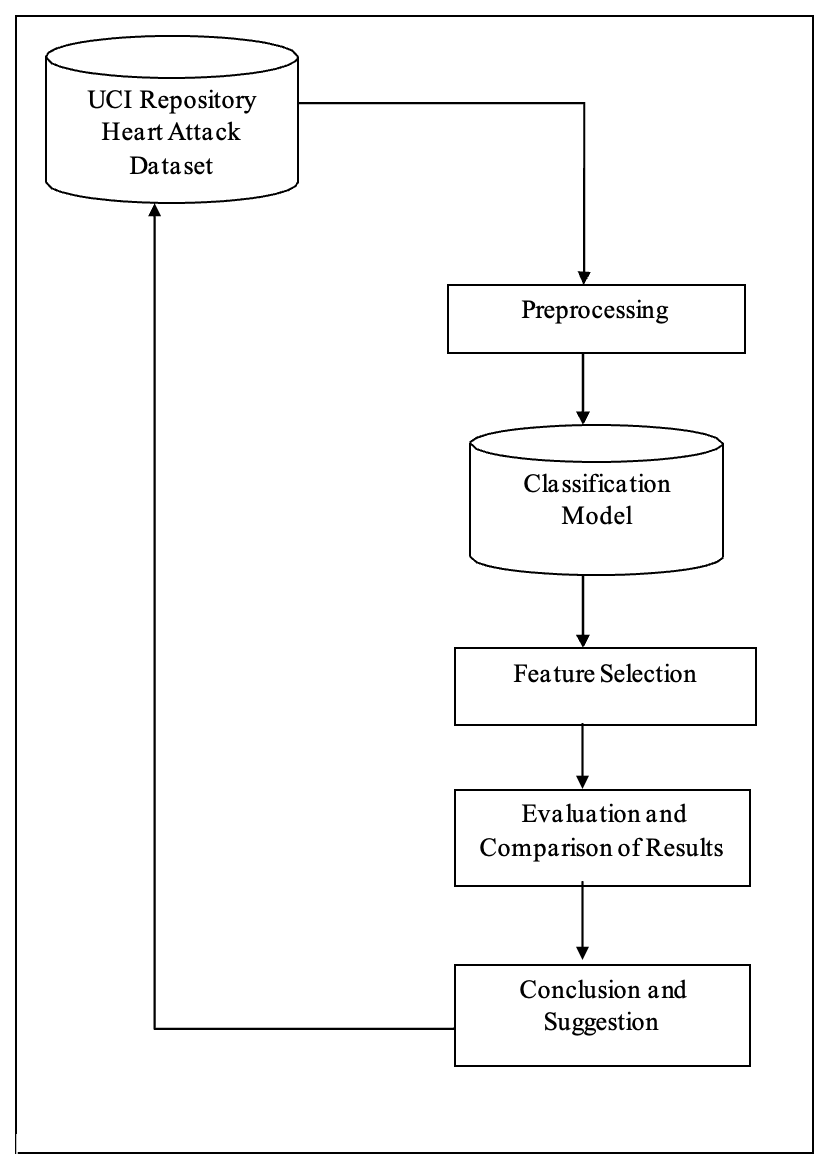 UCI Repository
Heart Attack
Dataset
Preprocessing
Classification
Model
Feature Selection
Evaluation and
Comparison of Results
Conclusion and
Suggestion